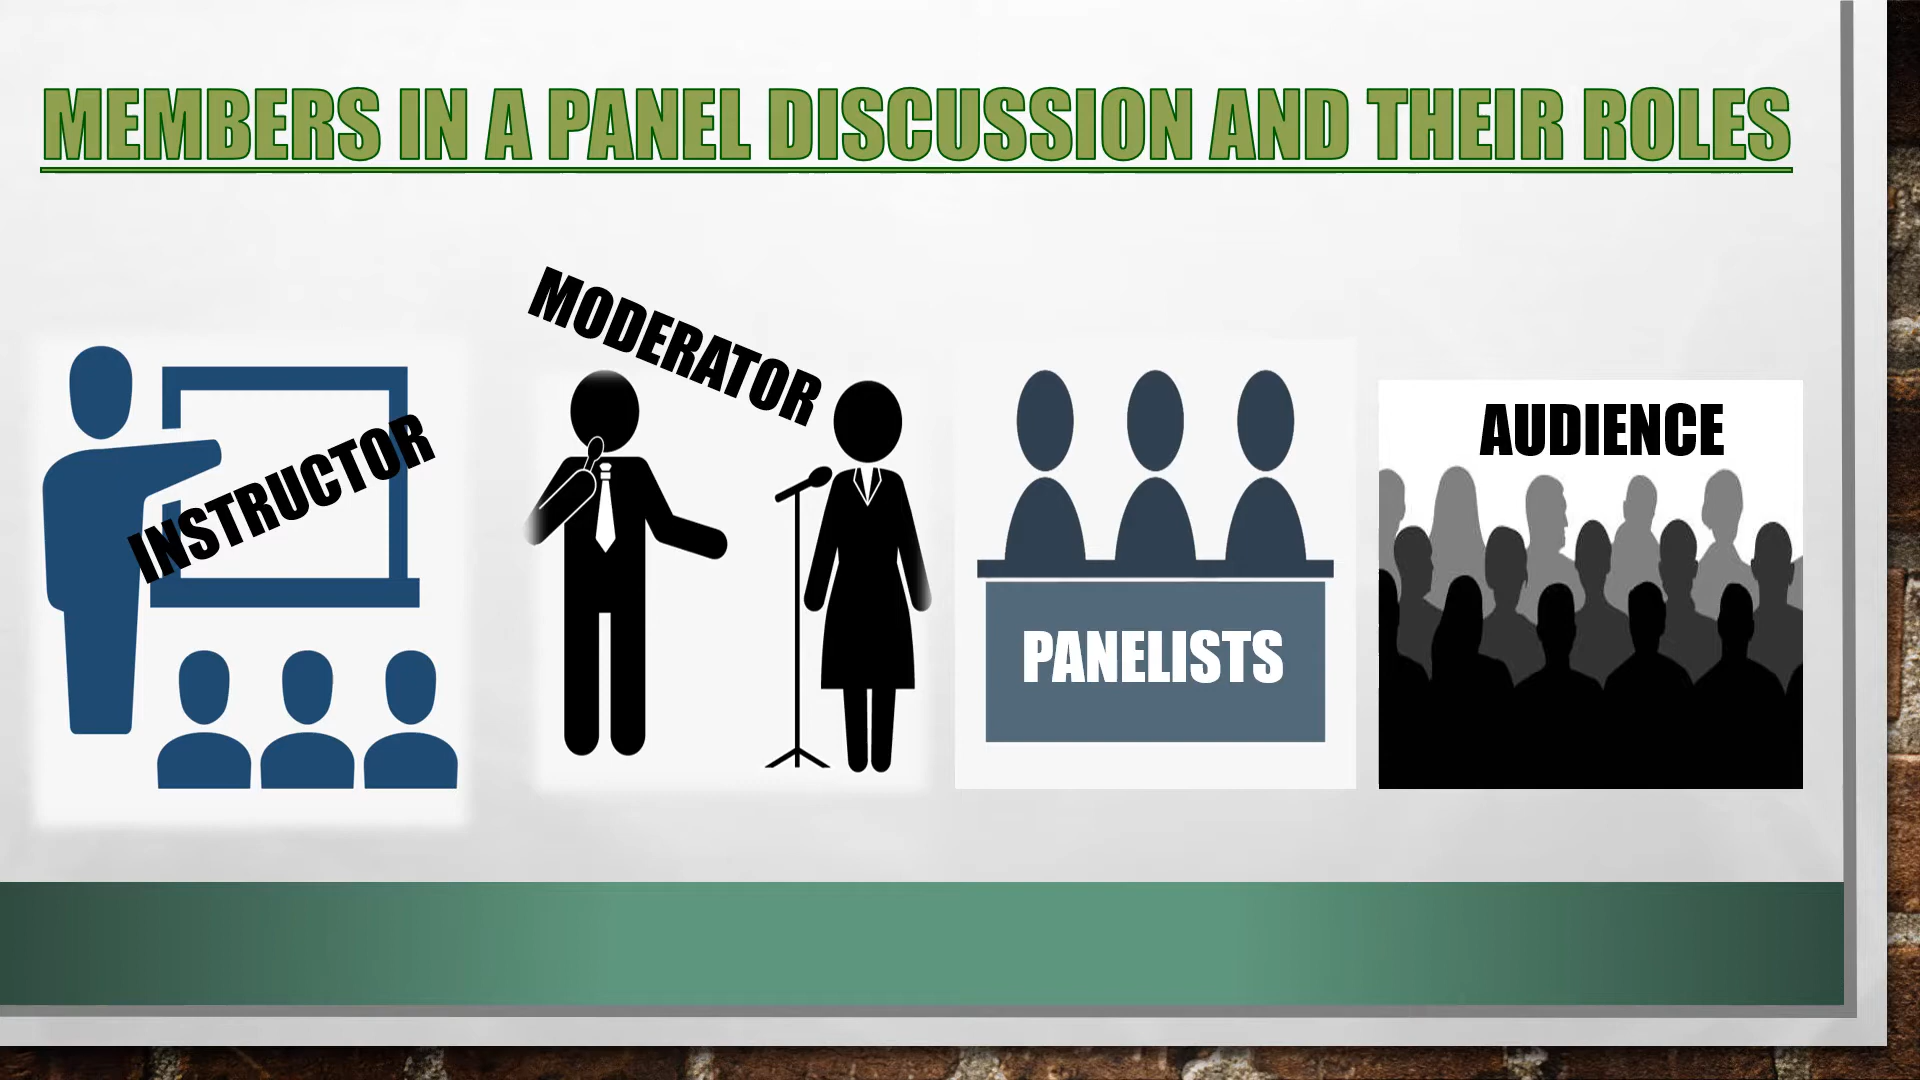 MEMBERS IN A PANEL DISCUSSION AND THEIR ROLES
INSTRUCTOR
MODERATOR
PANELISTS
AUDIENCE